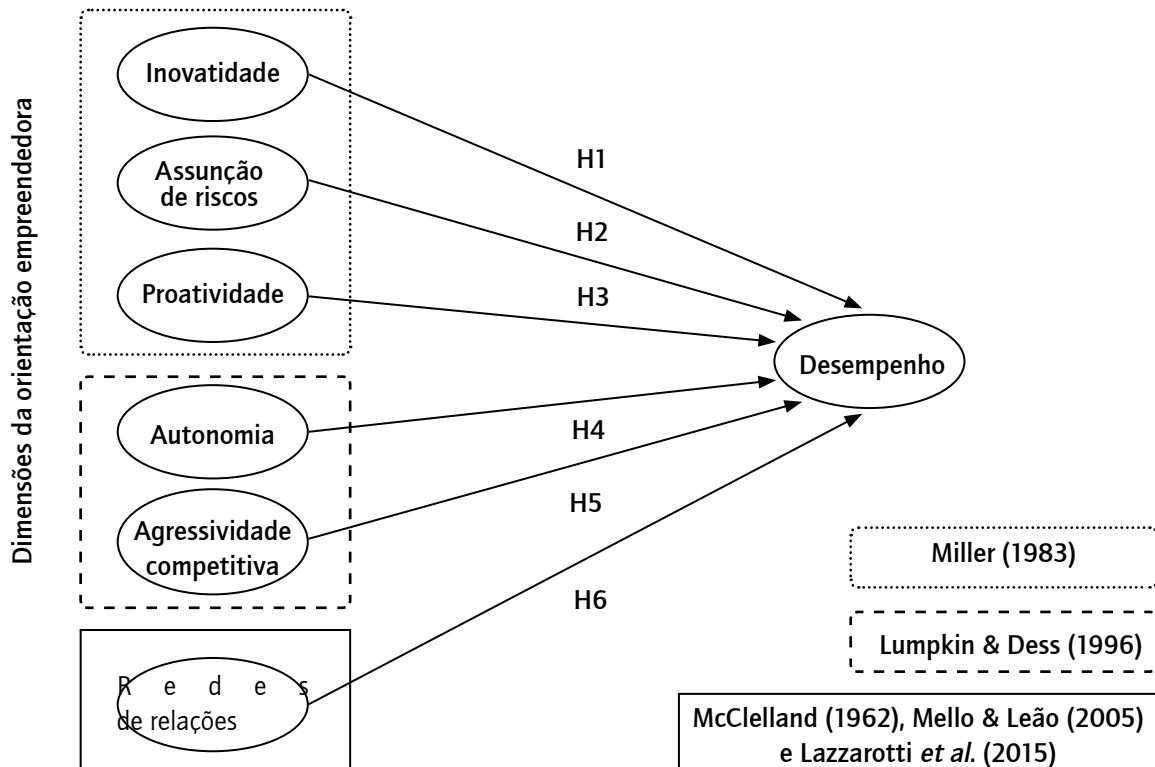 Dimensões da orientação empreendedora
Inovatidade
Assunção
de riscos
Proatividade
Autonomia
Agressividade
competitiva
R e d e s
de relações
H1
H2
H3
H4
H5
H6
Desempenho
Miller (1983)
Lumpkin & Dess (1996)
McClelland (1962), Mello & Leão (2005)
e Lazzarotti et al. (2015)